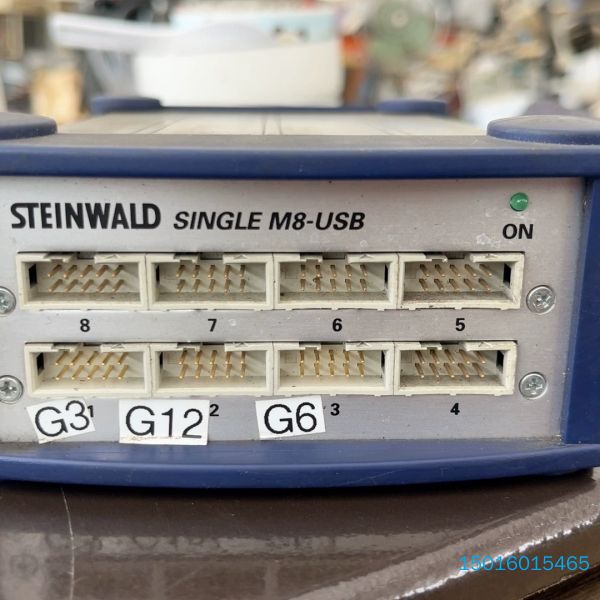 STEINWALD SINGLE M8-USB
ON
8 7 6 5
1 2 3 4
G3 G12 G6
15016015465